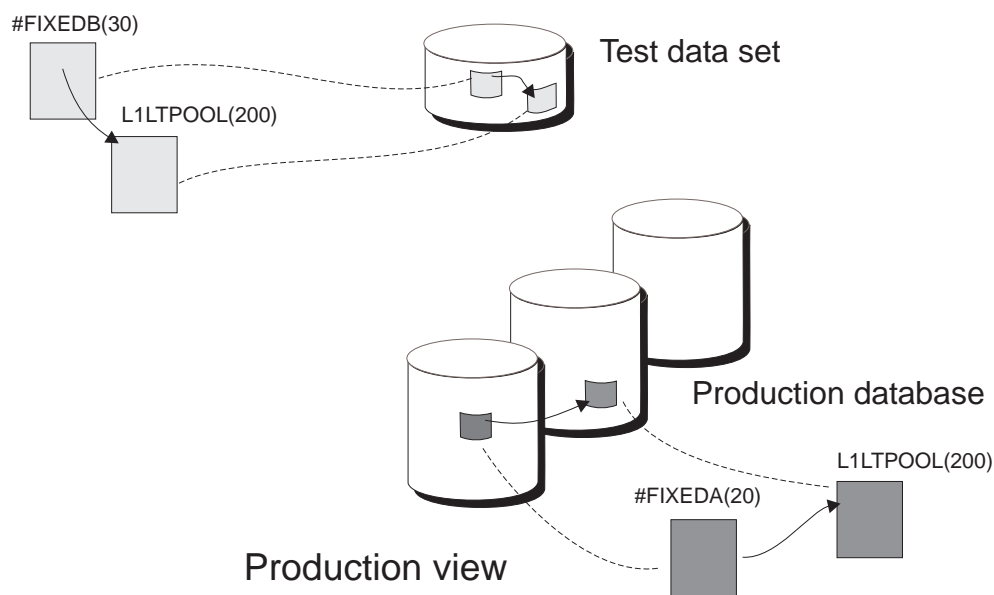 #FIXEDB(30)
Test data set
L1LTPOOL(200)
Production database
L1LTPOOL(200)
#FIXEDA(20)
Production view